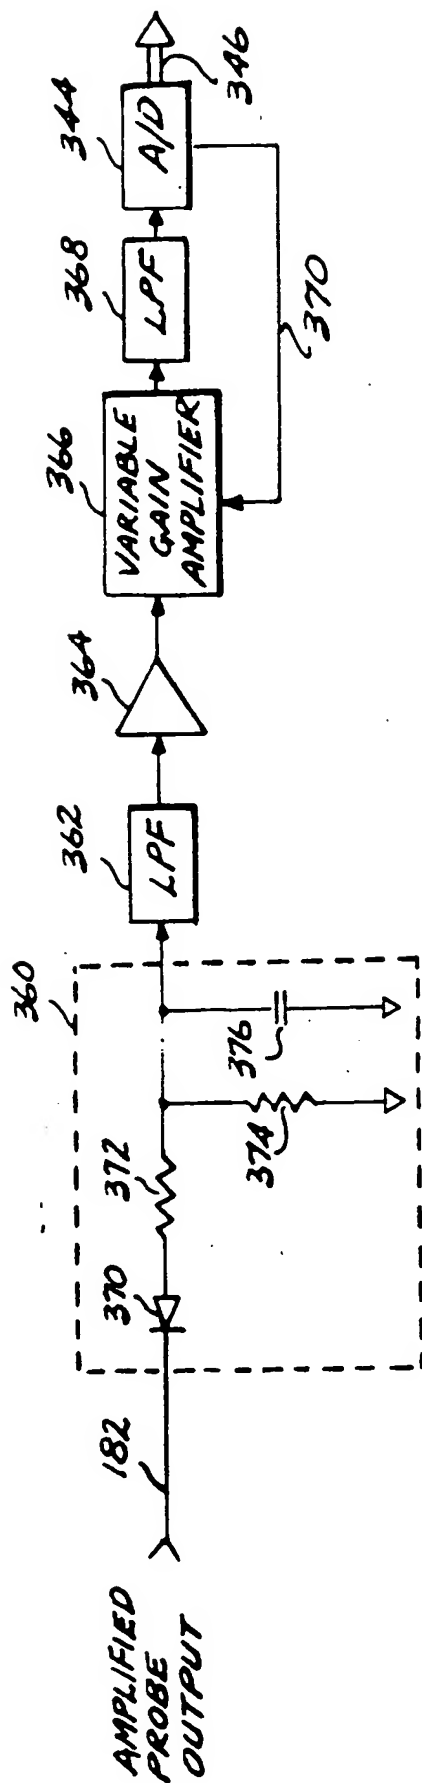 AMPLIFIED
PROBE
OUTPUT
182
360
370
372
374
376
362
LPF
364
366
VARIABLE
GAIN
AMPLIFIER
368
LPF
344
A/D
346
370